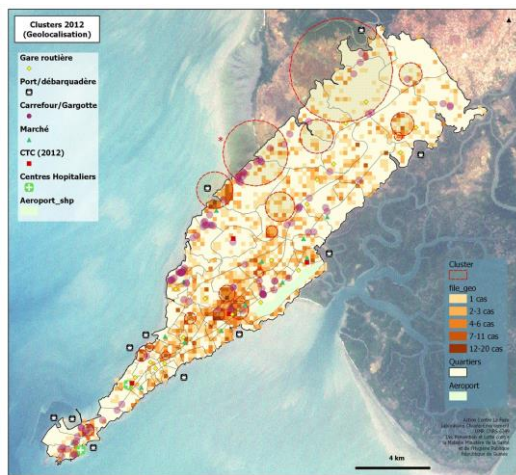 Clusters 2012
(Geolocalisation)
Gare routière
Port/débarquadère
Carrefour/Gargotte
Marché
CTC (2012)
Centres Hopitaliers
Aeroport_shp
Cluster
file_geo
1 cas
2-3 cas
4-6 cas
7-11 cas
12-20 cas
Quartiers
Aeroport
4 km